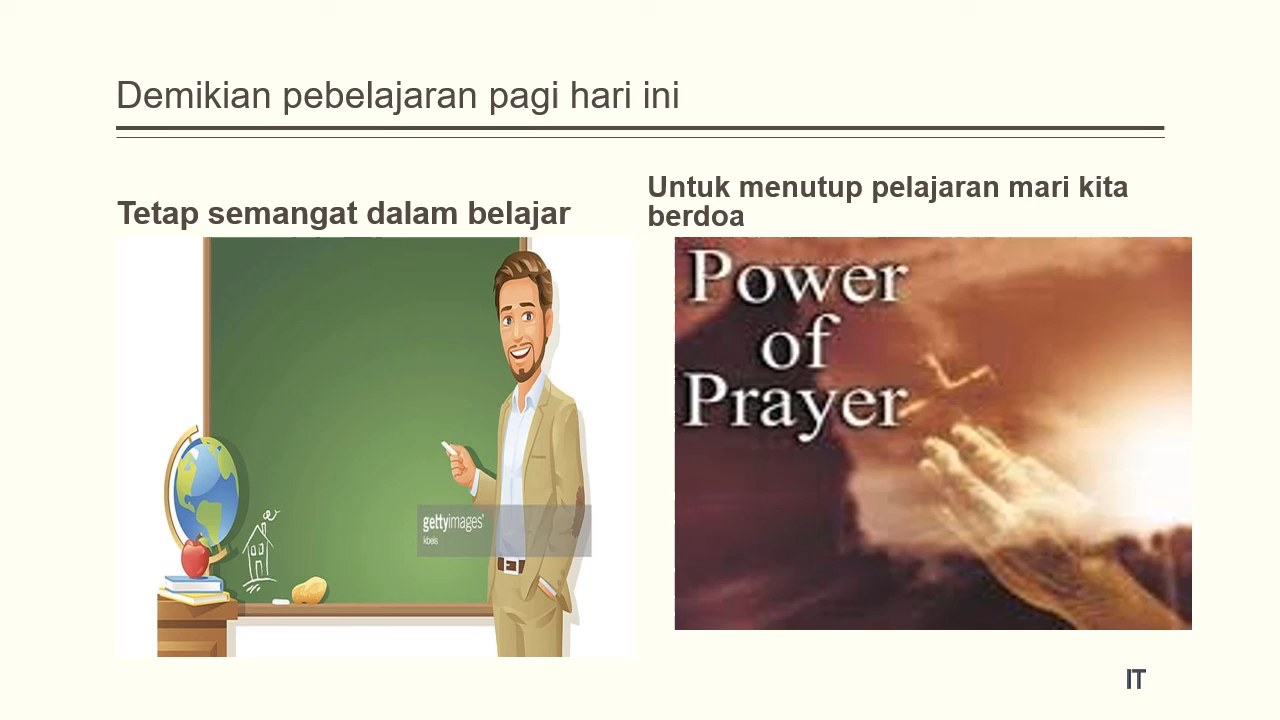 Demikian pebelajaran pagi hari ini
Tetap semangat dalam belajar
Untuk menutup pelajaran mari kita
berdoa
gettyimages
kbeis
Power
of
Prayer
IT